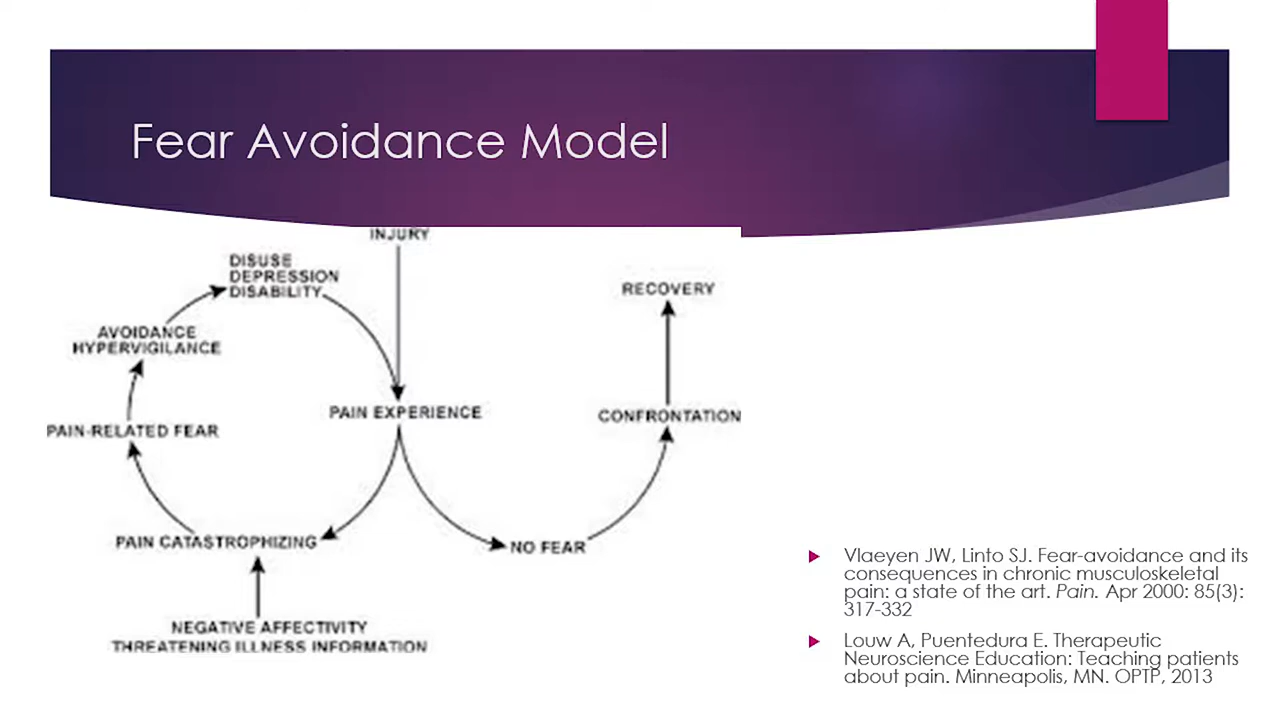 Fear Avoidance Model
INJURY
DISUSE
DEPRESSION
DISABILITY
RECOVERY
AVOIDANCE
HYPERVIGILANCE
PAIN EXPERIENCE
CONFRONTATION
PAIN-RELATED FEAR
PAIN CATASTROPHIZING
NO FEAR
NEGATIVE AFFECTIVITY
THREATENING ILLNESS INFORMATION
Vlaeyen JW, Linto SJ. Fear-avoidance and its
consequences in chronic musculoskeletal
pain: a state of the art. Pain. Apr 2000: 85(3):
317-332
Louw A, Puentedura E. Therapeutic
Neuroscience Education: Teaching patients
about pain. Minneapolis, MN. OPTP, 2013